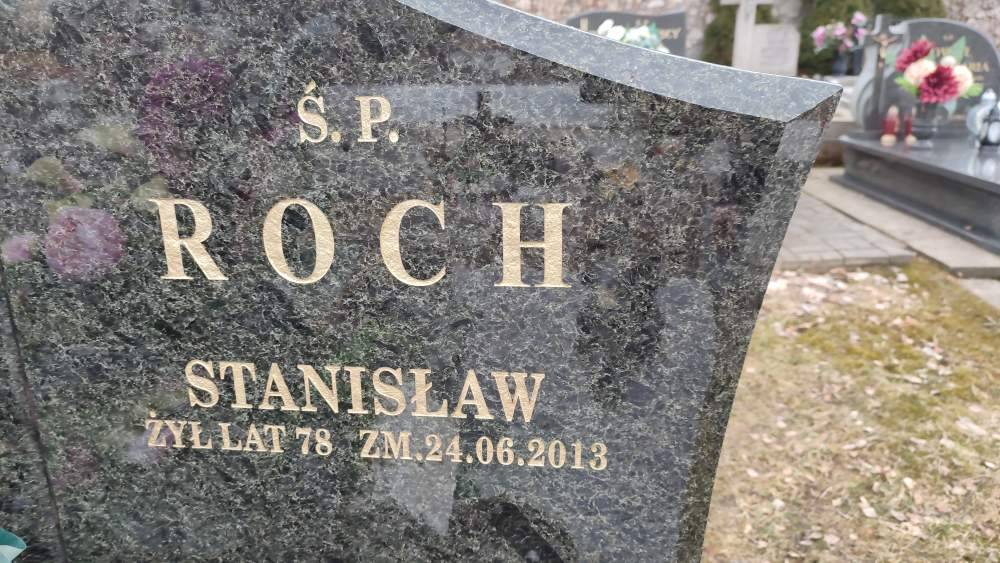 Ś. P.
ROCH
STANISŁAW
ŻYŁ LAT 78 ZM.24.06.2013